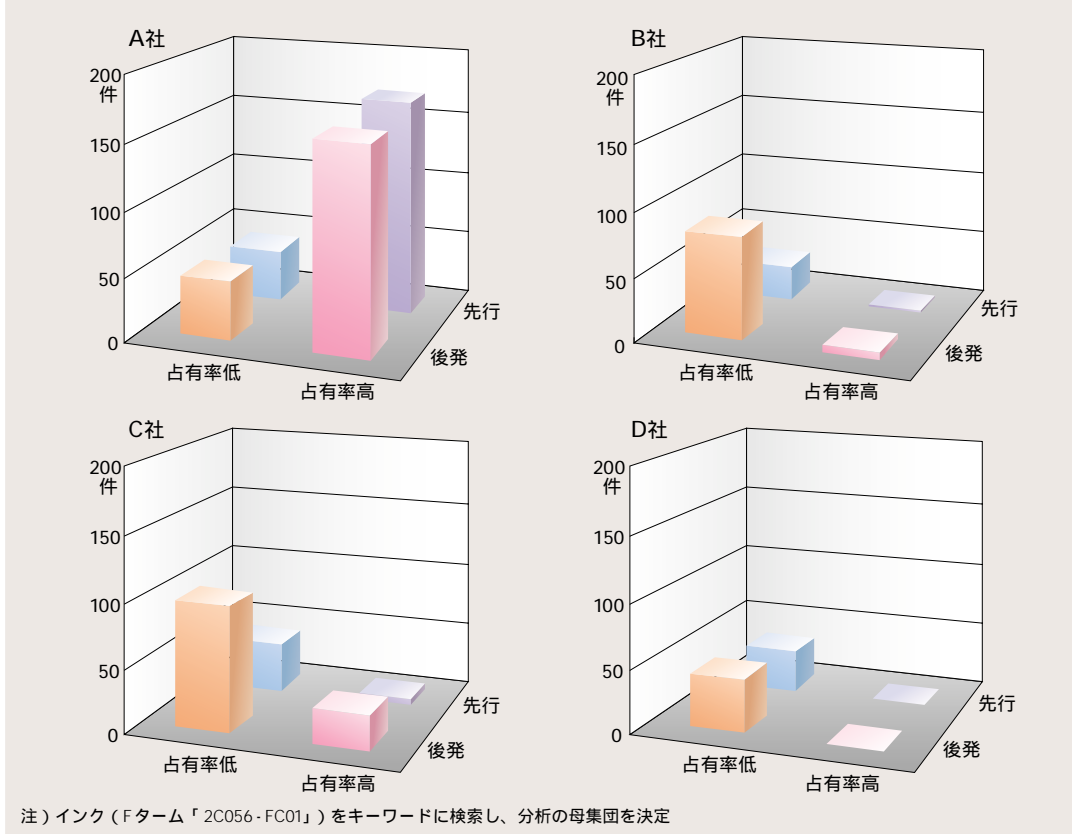 A社
200
件
150
100
50
0
占有率低
占有率高
後発
先行
B社
200
件
150
100
50
0
占有率低
占有率高
後発
先行
C社
200
件
150
100
50
0
占有率低
占有率高
後発
先行
D社
200
件
150
100
50
0
占有率低
占有率高
後発
先行
注）インク（Fターム「2C056-FC01」）をキーワードに検索し、分析の母集団を決定